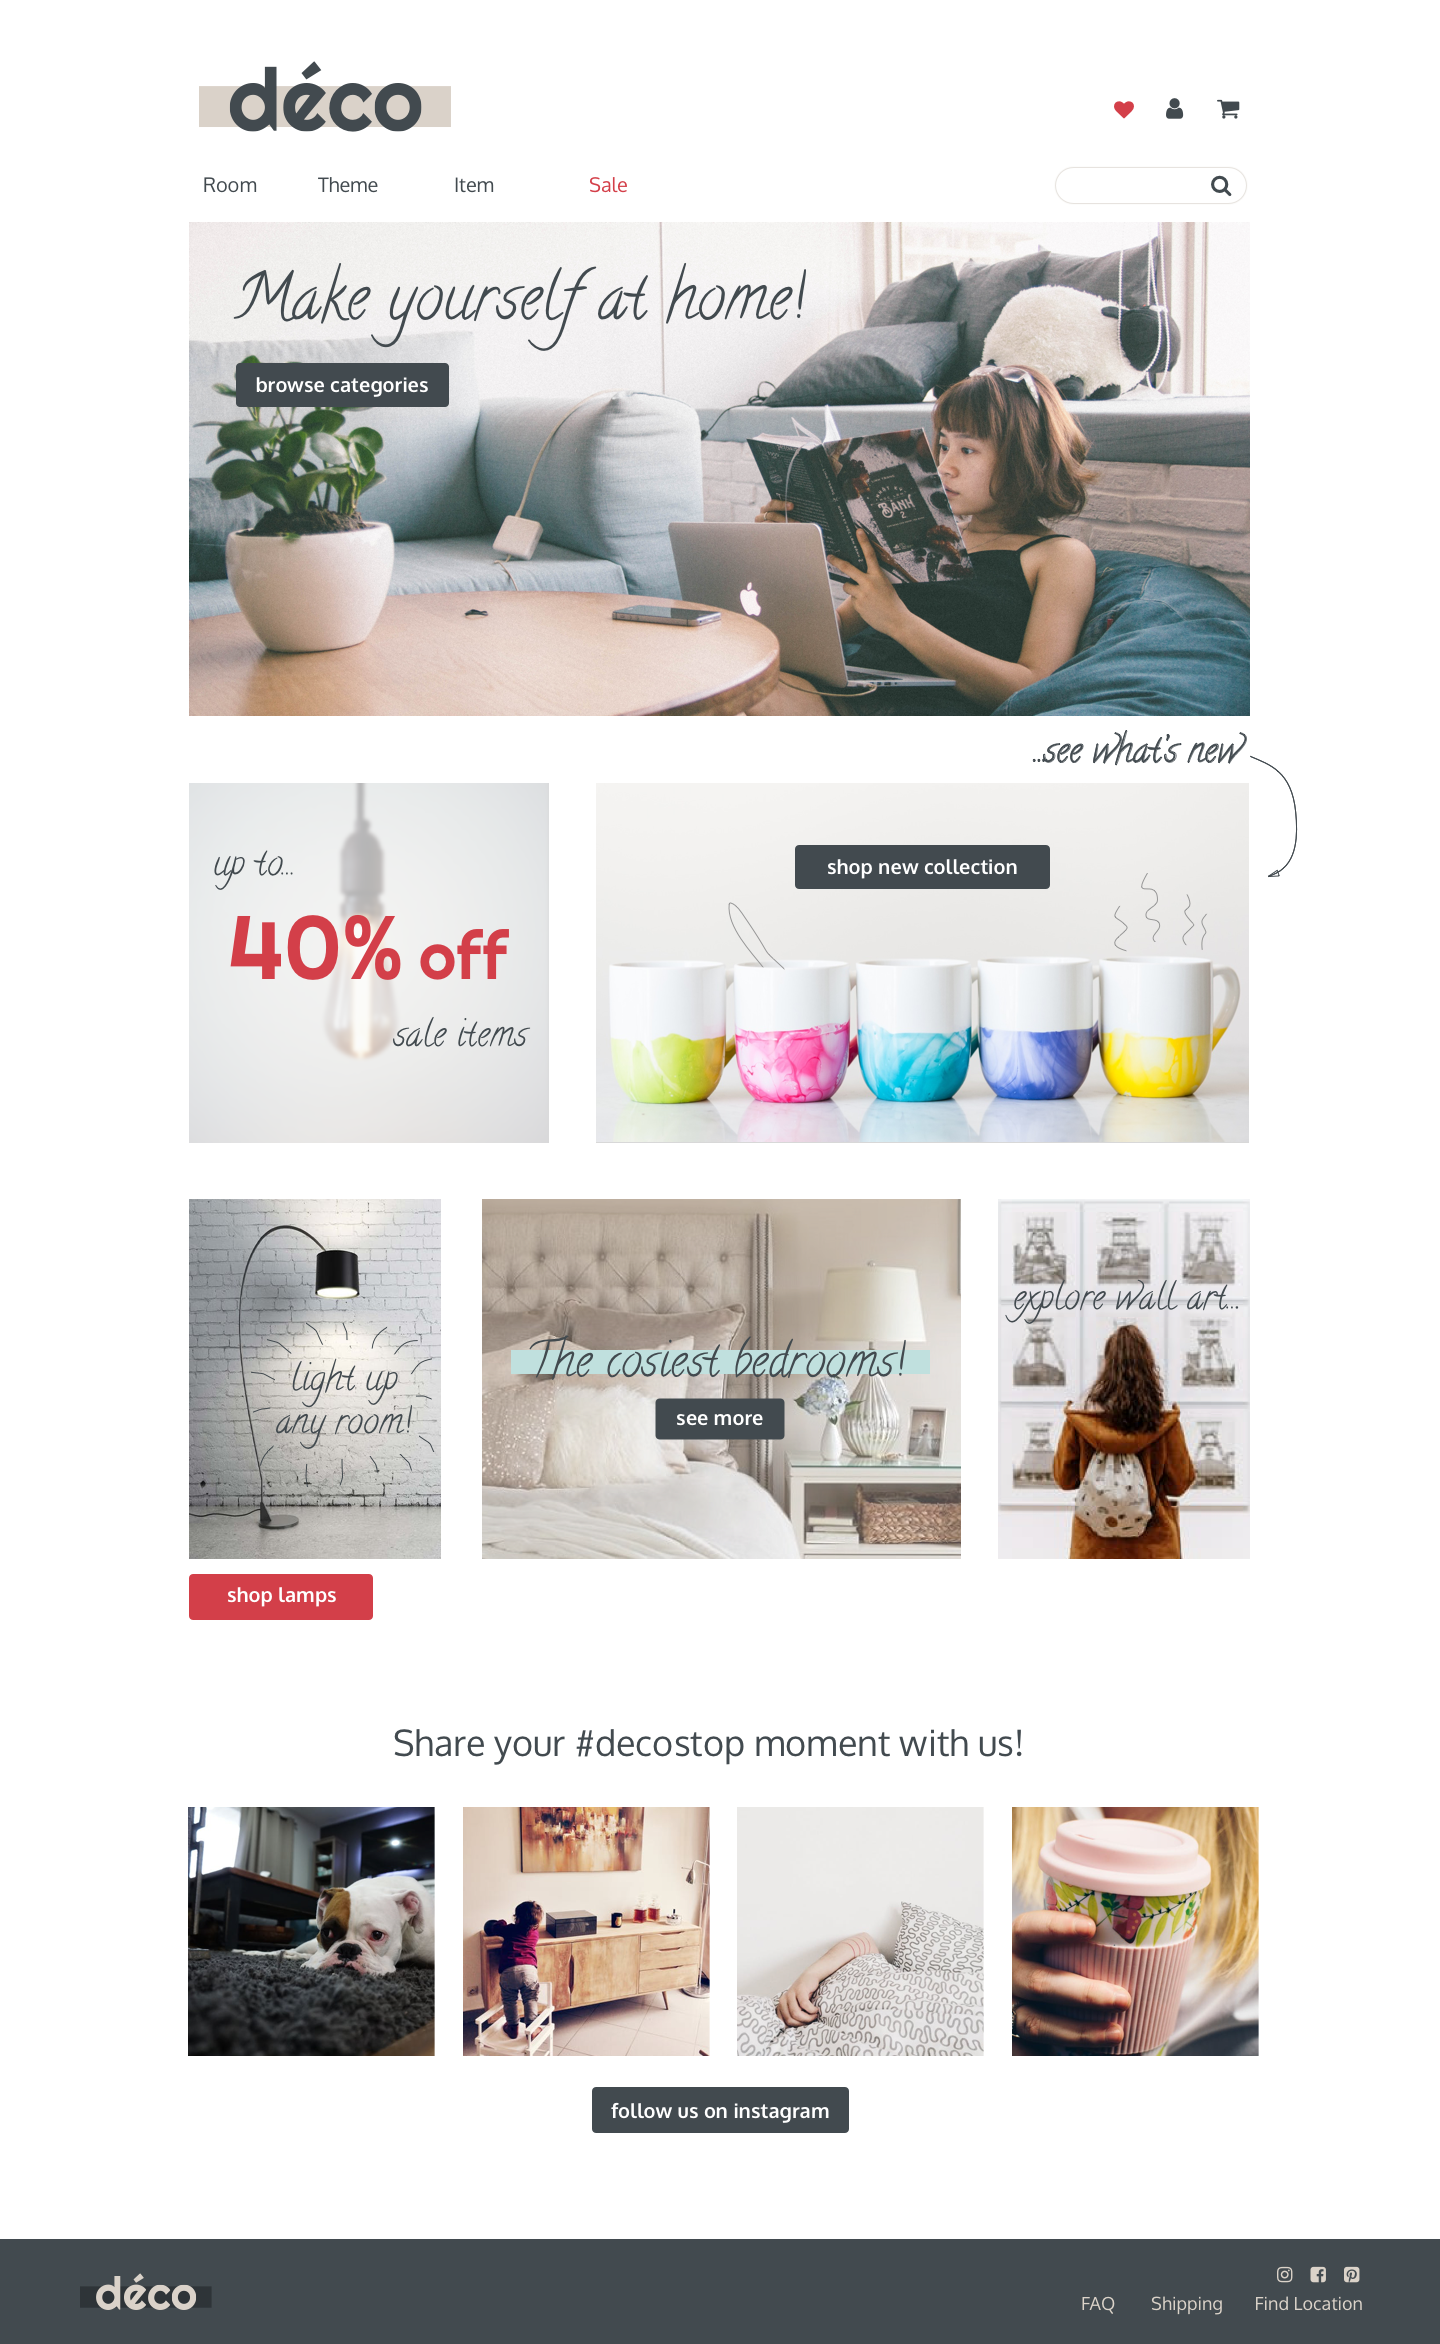 déco
Room Theme Item Sale
Make yourself at home!
browse categories
BÁNH
2
...see what's new
up to...
40% off
sale items
shop new collection
light up
any room!
The cosiest bedrooms!
see more
explore wall art...
shop lamps
Share your #decostop moment with us!
follow us on instagram
déco
FAQ Shipping Find Location